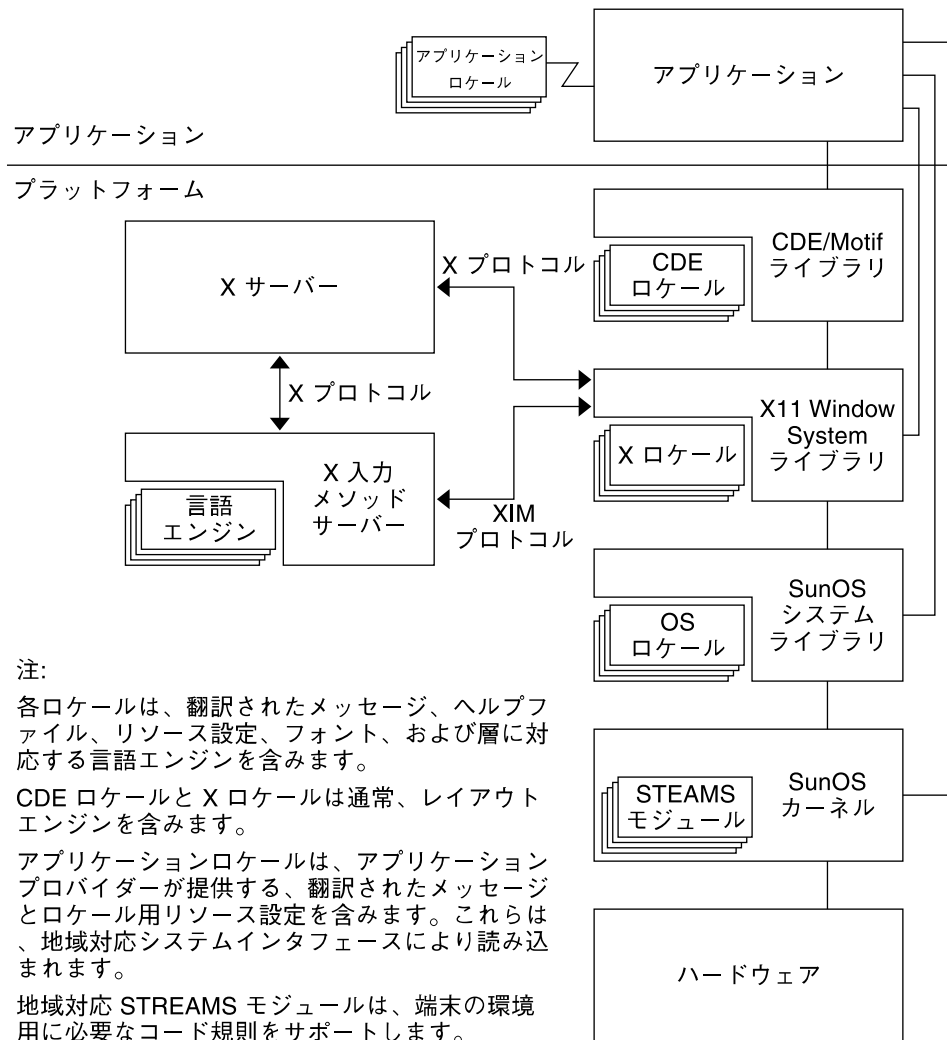 アプリケーション
ロケール
アプリケーション
アプリケーション
プラットフォーム
X サーバー
X プロトコル
CDE
ロケール
CDE/Motif
ライブラリ
X プロトコル
X 入力
メソッド
サーバー
言語
エンジン
XIM
プロトコル
X ロケール
X11 Window
System
ライブラリ
OS
ロケール
SunOS
システム
ライブラリ
STEAMS
モジュール
SunOS
カーネル
ハードウェア
注:
各ロケールは、翻訳されたメッセージ、ヘルプフ
ァイル、リソース設定、フォント、および層に対
応する言語エンジンを含みます。
CDE ロケールと X ロケールは通常、レイアウト
エンジンを含みます。
アプリケーションロケールは、アプリケーション
プロバイダーが提供する、翻訳されたメッセージ
とロケール用リソース設定を含みます。これらは
、地域対応システムインタフェースにより読み込
まれます。
地域対応 STREAMS モジュールは、端末の環境
用に必要なコード規則をサポートします。